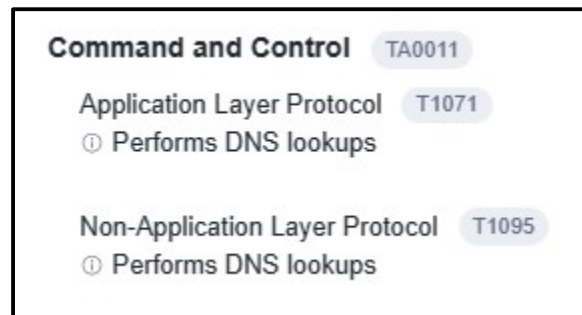 Command and Control TA0011
Application Layer Protocol T1071
ⓘ Performs DNS lookups
Non-Application Layer Protocol T1095
ⓘ Performs DNS lookups